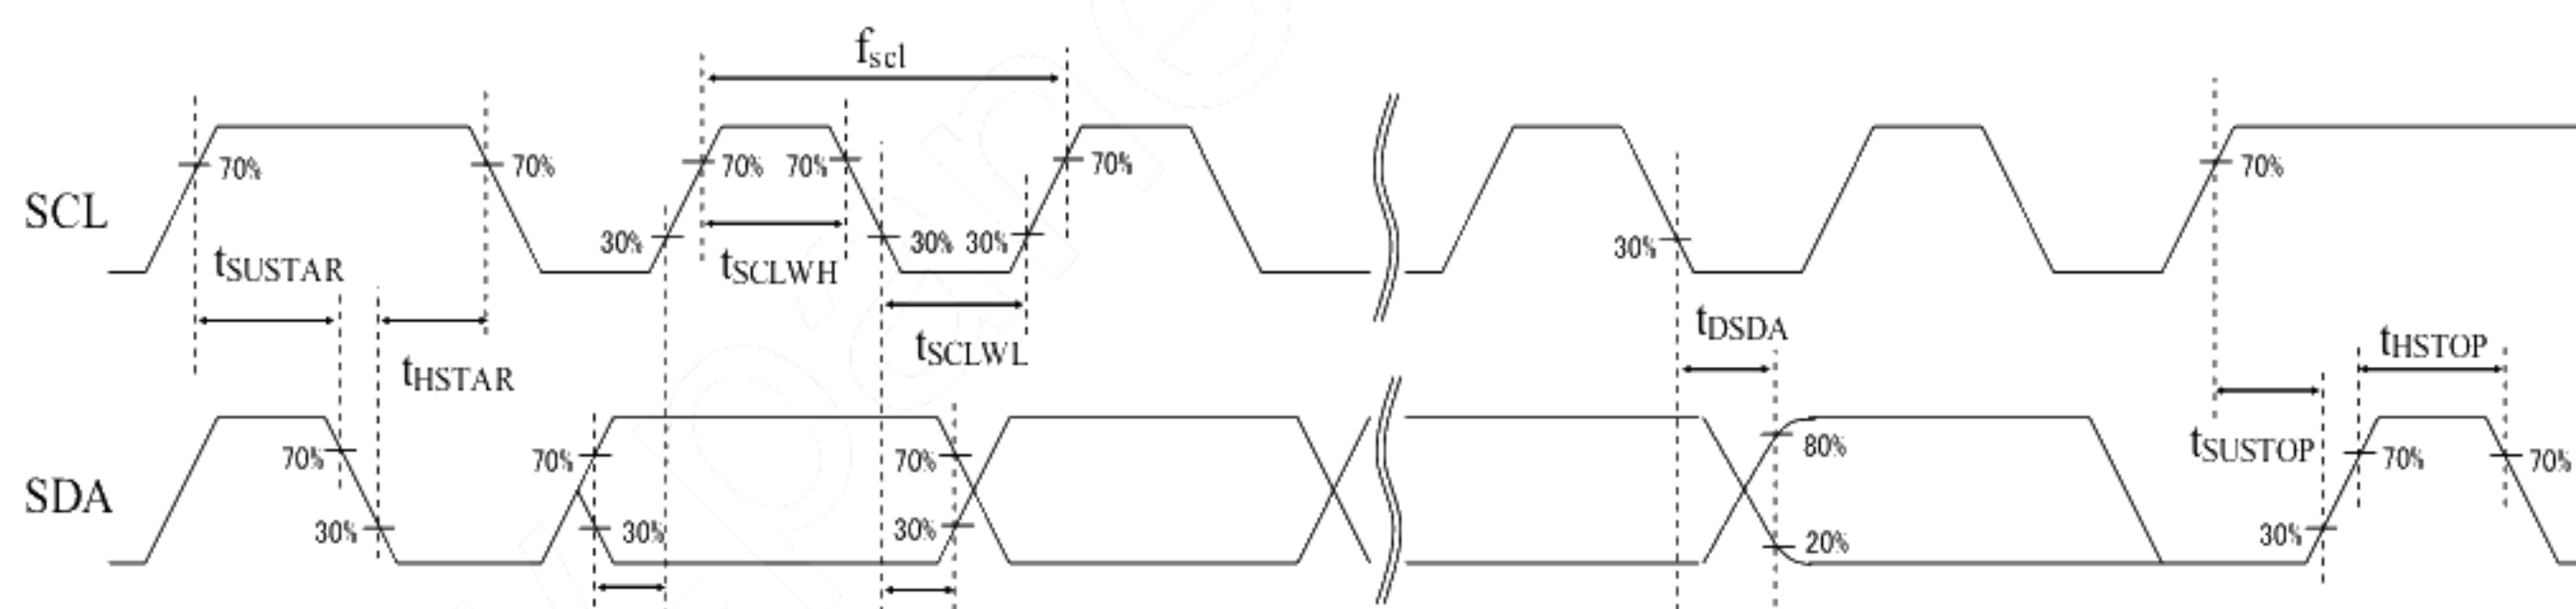 fscl
70% 70% 70% 70% 70% 70%
SCL 30% 30% 30% 30%
tSUSTAR tSCLWH
tDSDA
tHSTAR tSCLWL tHSTOP
70% 70% 70% 80% tSUSTOP 70% 70%
SDA
30% 30% 30% 20% 30%